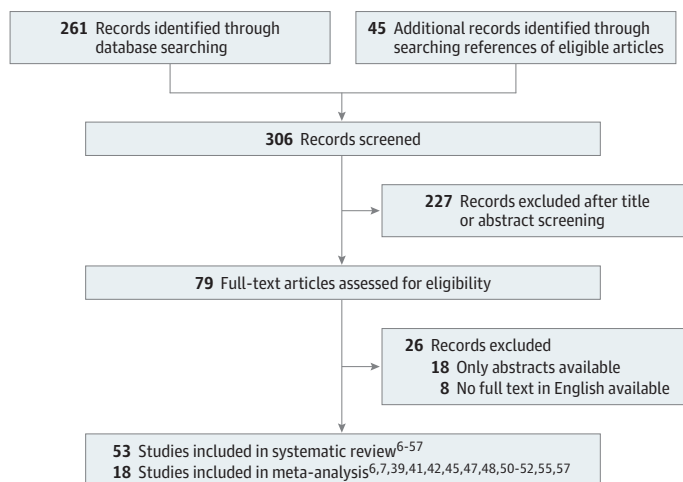 261 Records identified through
database searching
45 Additional records identified through
searching references of eligible articles
306 Records screened
227 Records excluded after title
or abstract screening
79 Full-text articles assessed for eligibility
26 Records excluded
18 Only abstracts available
8 No full text in English available
53 Studies included in systematic review6-57
18 Studies included in meta-analysis6,7,39,41,42,45,47,48,50-52,55,57